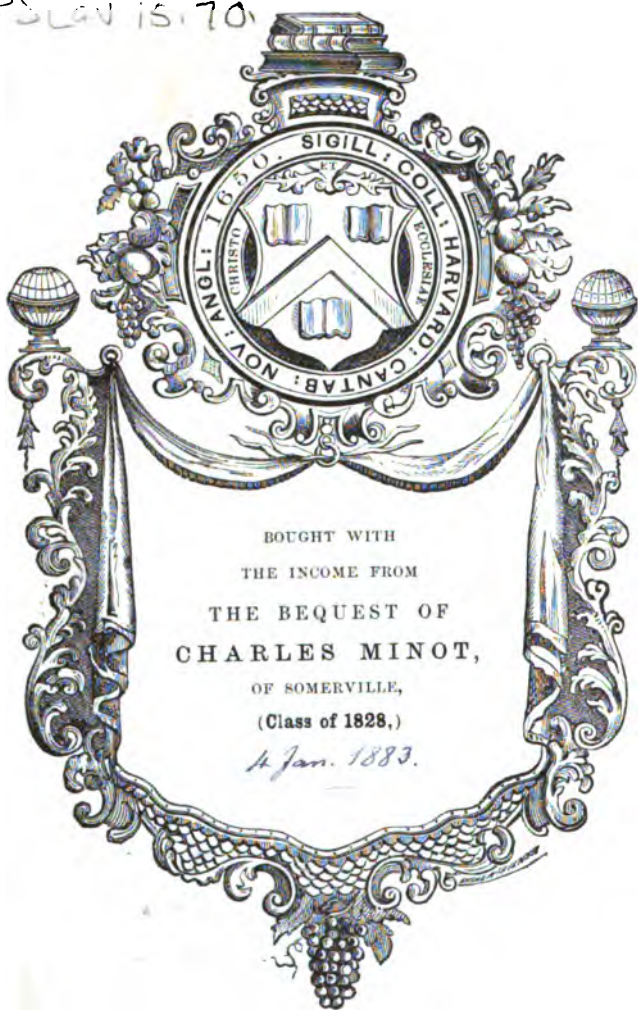 SLAV 15.70.
SIGILL: COLL: HARVARD: CANTAB: NOV: ANGL: 1650.
ET
CHRISTO
ECCLESIAE
BOUGHT WITH
THE INCOME FROM
THE BEQUEST OF
CHARLES MINOT,
OF SOMERVILLE,
(Class of 1828,)
4 Jan. 1883.